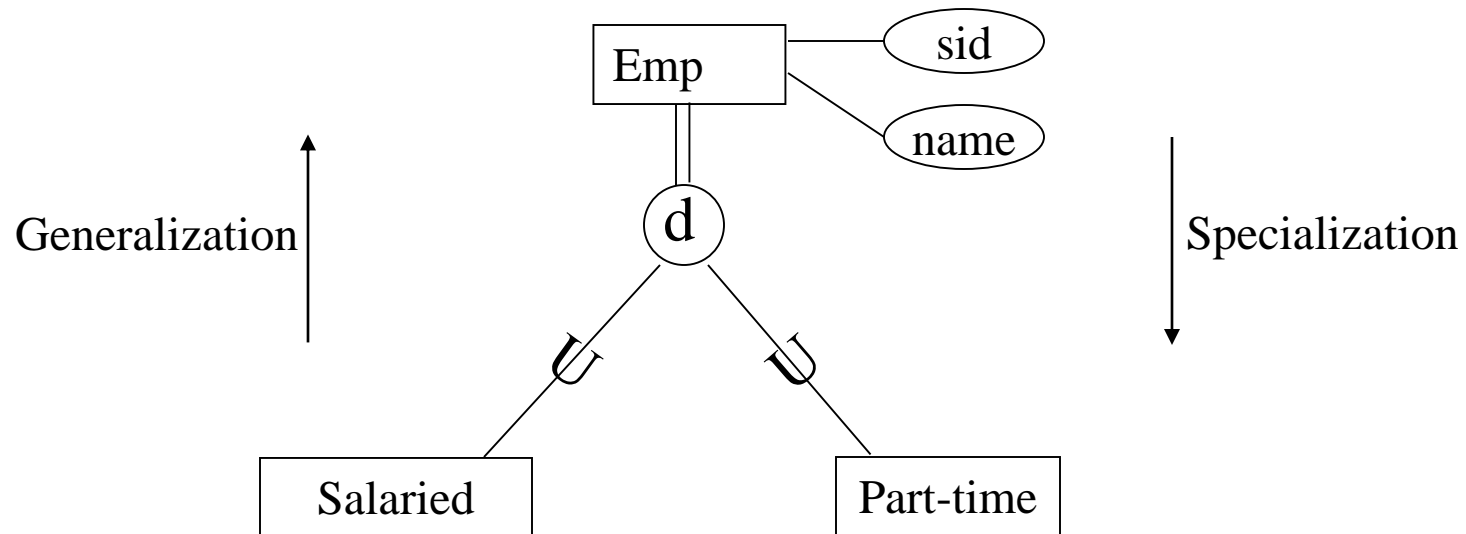 sid
Emp
name
d
Generalization
Specialization
U
U
Salaried
Part-time